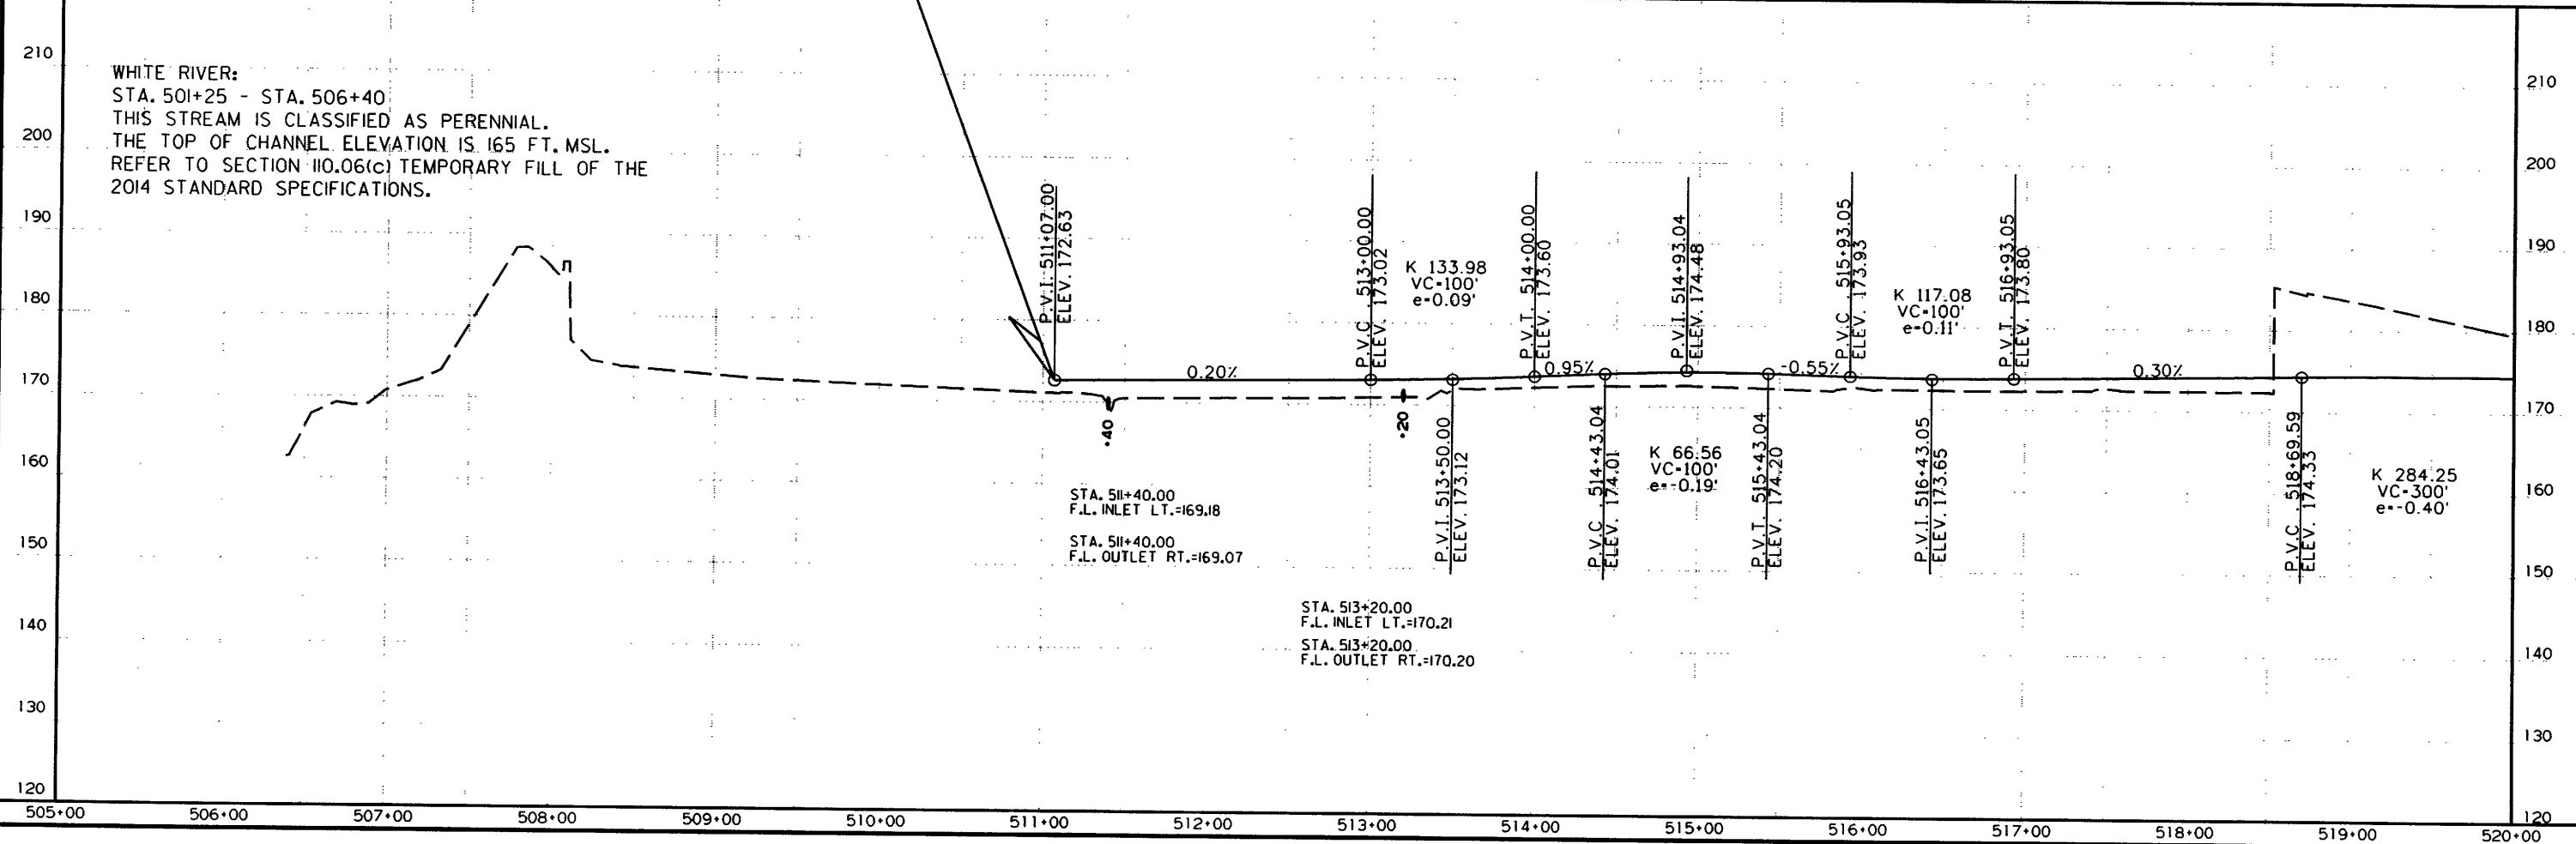 210
200
190
180
170
160
150
140
130
120
WHITE RIVER:
STA. 501+25 - STA. 506+40
THIS STREAM IS CLASSIFIED AS PERENNIAL.
THE TOP OF CHANNEL ELEVATION IS 165 FT. MSL.
REFER TO SECTION 110.06(c) TEMPORARY FILL OF THE
2014 STANDARD SPECIFICATIONS.
P.V.I. 511+07.00
ELEV. 172.63
0.20%
+40
STA. 511+40.00
F.L. INLET LT.=169.18
STA. 511+40.00
F.L. OUTLET RT.=169.07
P.V.C. 513+00.00
ELEV. 173.02
+20
STA. 513+20.00
F.L. INLET LT.=170.21
STA. 513+20.00
F.L. OUTLET RT.=170.20
K 133.98
VC=100'
e=0.09'
P.V.I. 513+50.00
ELEV. 173.12
P.V.T. 514+00.00
ELEV. 173.60
0.95%
P.V.C. 514+43.04
ELEV. 174.01
P.V.I. 514+93.04
ELEV. 174.48
K 66.56
VC=100'
e=-0.19'
P.V.T. 515+43.04
ELEV. 174.20
-0.55%
P.V.C. 515+93.05
ELEV. 173.93
K 117.08
VC=100'
e=0.11'
P.V.I. 516+43.05
ELEV. 173.65
P.V.T. 516+93.05
ELEV. 173.80
0.30%
P.V.C. 518+69.59
ELEV. 174.33
K 284.25
VC=300'
e=-0.40'
210
200
190
180
170
160
150
140
130
120
505+00 506+00 507+00 508+00 509+00 510+00 511+00 512+00 513+00 514+00 515+00 516+00 517+00 518+00 519+00 520+00